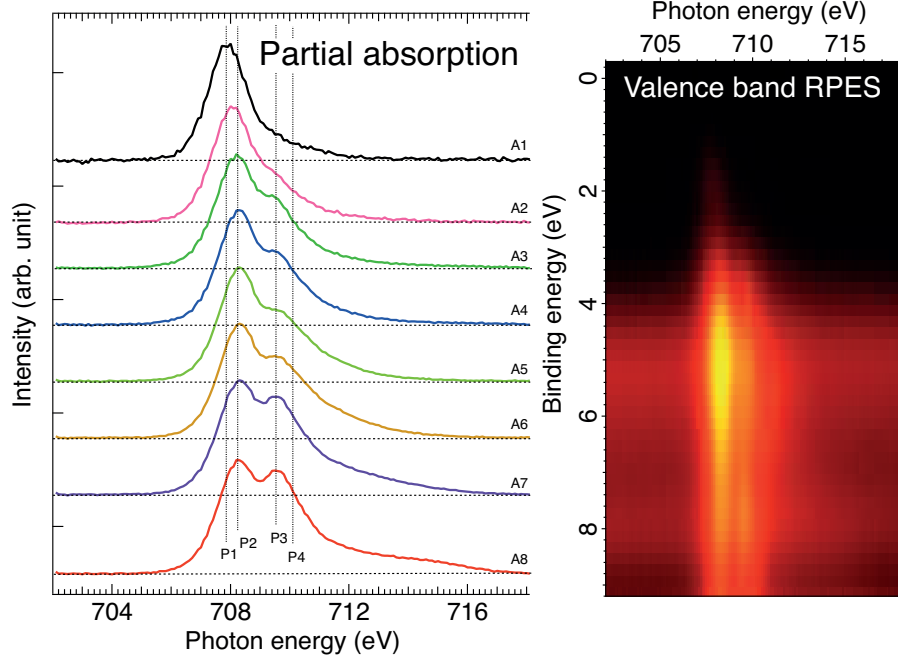 Partial absorption
A1
A2
A3
A4
A5
A6
A7
A8
P1
P2
P3
P4
Intensity (arb. unit)
704
708
712
716
Photon energy (eV)
Photon energy (eV)
705
710
715
Valence band RPES
Binding energy (eV)
0
2
4
6
8